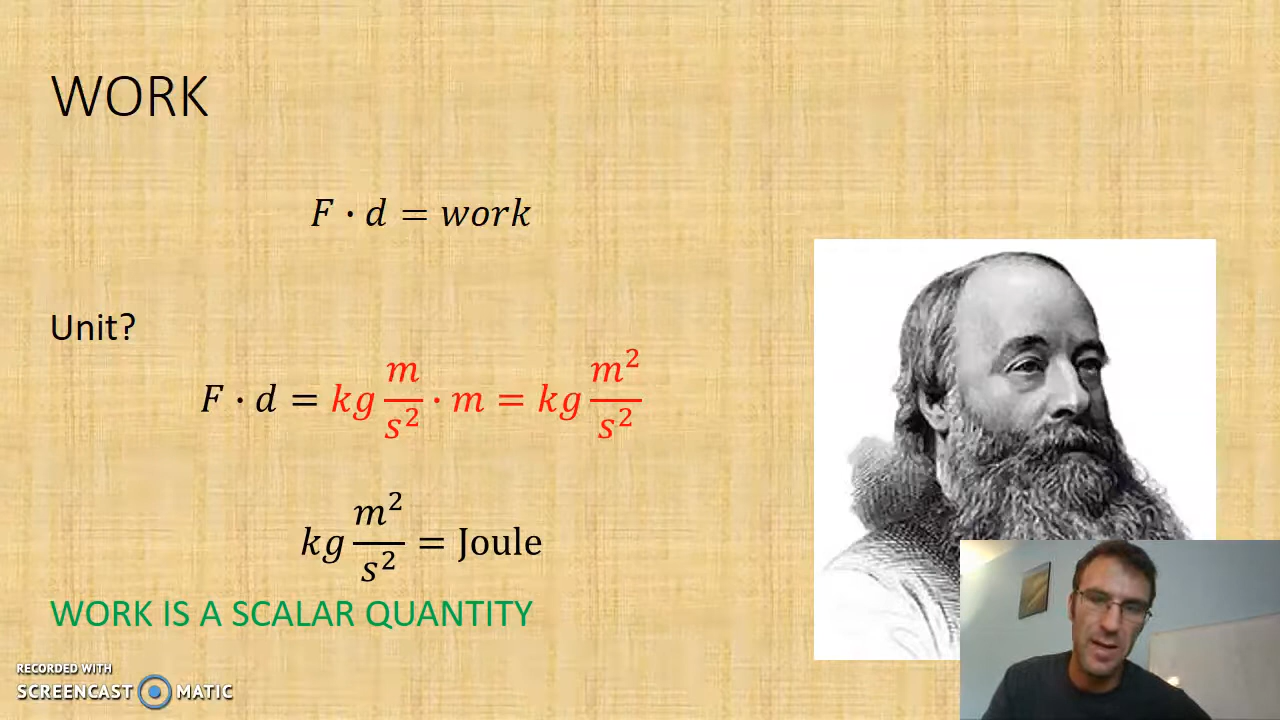 WORK
F · d = work
Unit?
F · d = kg m/s² · m = kg m²/s²
kg m²/s² = Joule
WORK IS A SCALAR QUANTITY
RECORDED WITH
SCREENCAST MATIC